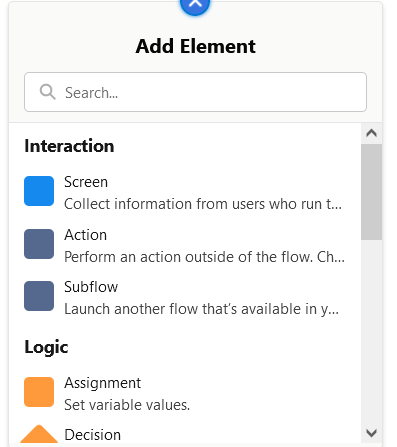 Add Element
Search...
Interaction
Screen
Collect information from users who run t...
Action
Perform an action outside of the flow. Ch...
Subflow
Launch another flow that's available in y...
Logic
Assignment
Set variable values.
Decision